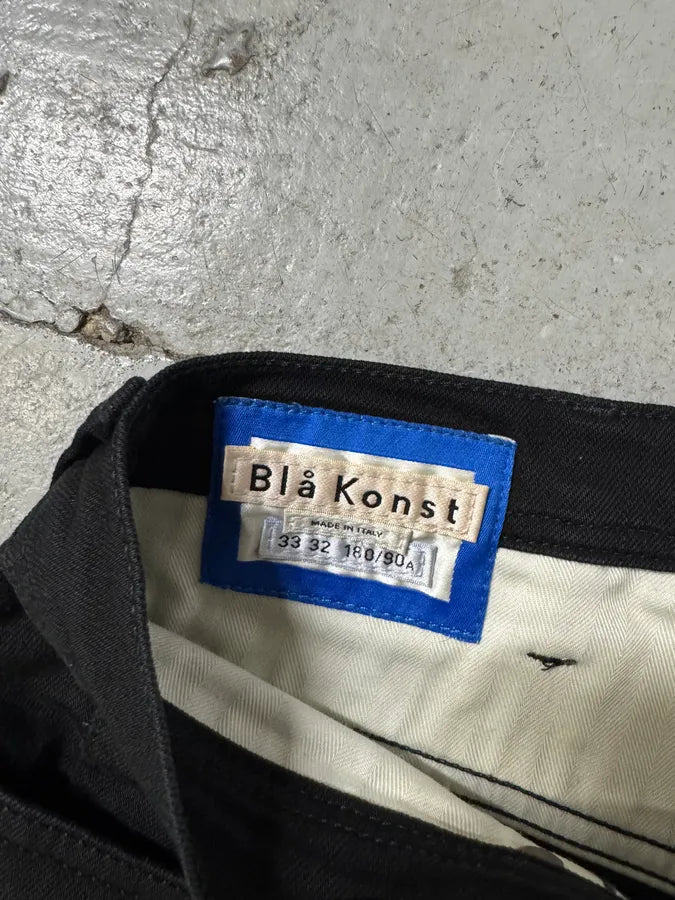 Blå Konst
MADE IN ITALY
33 32 180/90A